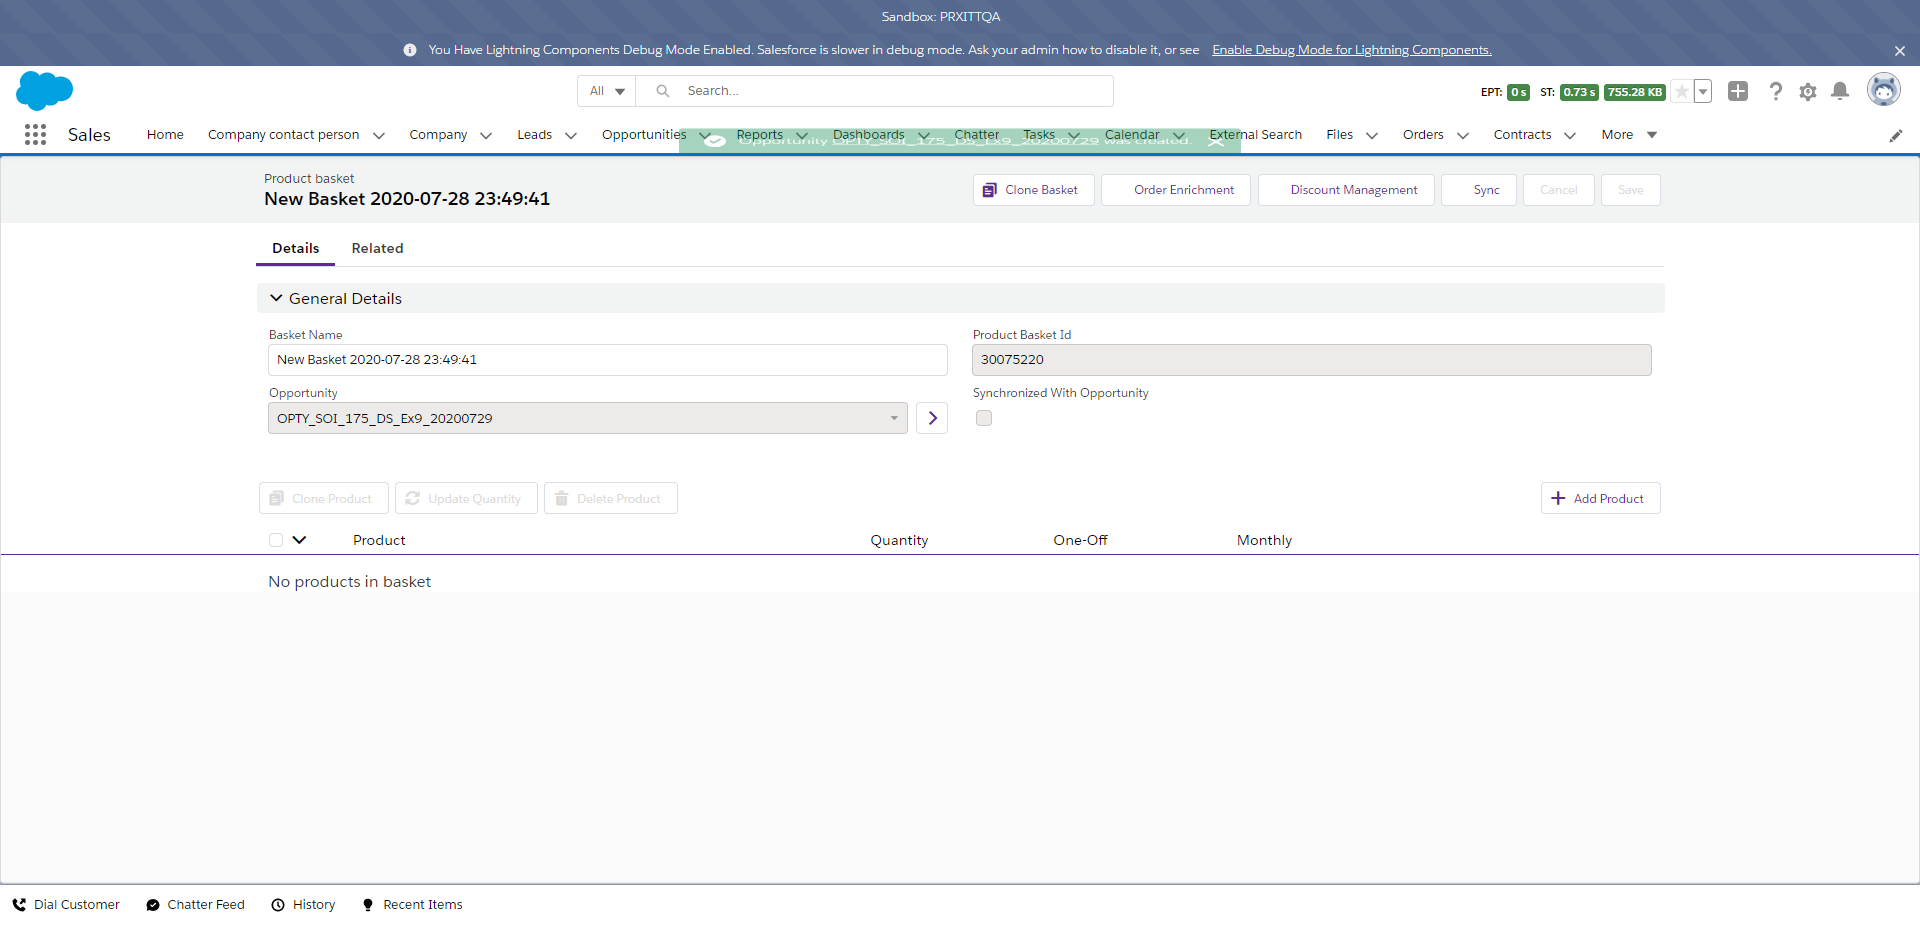 Sandbox: PRXITTQA
You Have Lightning Components Debug Mode Enabled. Salesforce is slower in debug mode. Ask your admin how to disable it, or see Enable Debug Mode for Lightning Components.
All Search... EPT: 0 s ST: 0.73 s 755.28 KB
Sales Home Company contact person Company Leads Opportunities Reports Dashboards Chatter Tasks Calendar External Search Files Orders Contracts More
Opportunity OPTY_SOI_175_DS_Ex9_20200729 was created.
Product basket
New Basket 2020-07-28 23:49:41
Clone Basket Order Enrichment Discount Management Sync Cancel Save
Details Related
General Details
Basket Name Product Basket Id
New Basket 2020-07-28 23:49:41 30075220
Opportunity Synchronized With Opportunity
OPTY_SOI_175_DS_Ex9_20200729
Clone Product Update Quantity Delete Product Add Product
Product Quantity One-Off Monthly
No products in basket
Dial Customer Chatter Feed History Recent Items